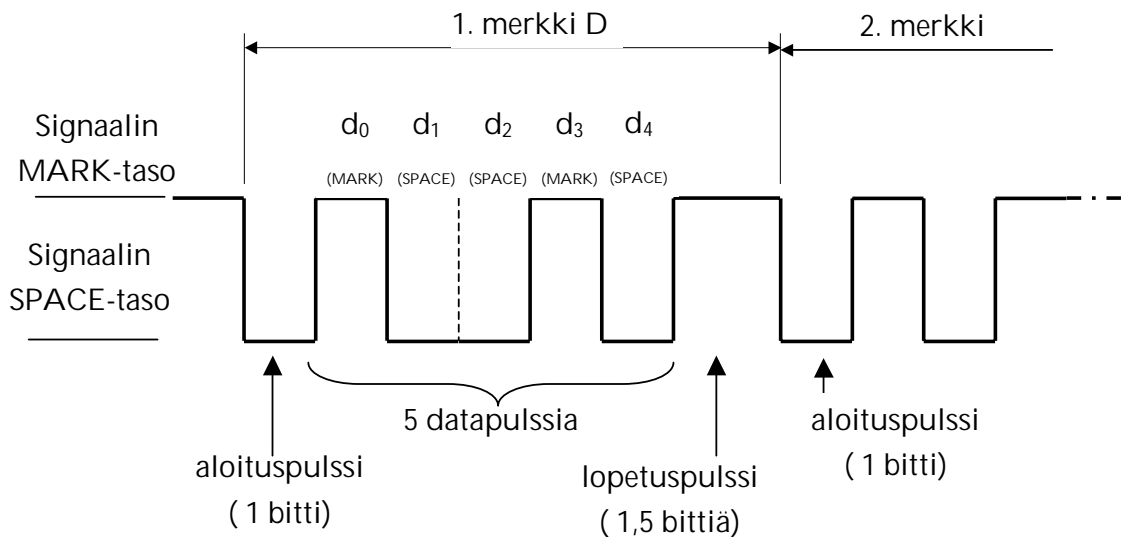 1. merkki D
2. merkki
Signaalin
MARK-taso
d₀ d₁ d₂ d₃ d₄
(MARK) (SPACE) (SPACE) (MARK) (SPACE)
Signaalin
SPACE-taso
5 datapulssia
aloituspulssi
( 1 bitti)
lopetuspulssi
( 1,5 bittiä)
aloituspulssi
( 1 bitti)